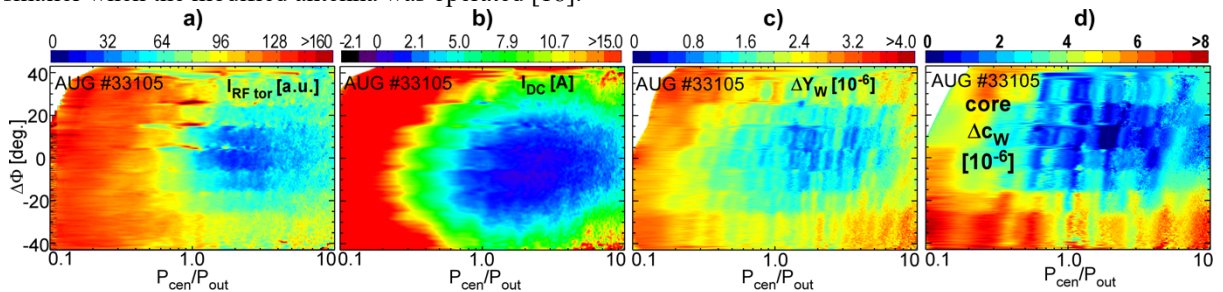 smaller when the modified antenna was operated [16].
a)
0 32 64 96 128 >160
AUG #33105
I_RF tor [a.u.]
ΔΦ [deg.]
40
20
0
-20
-40
0.1 1.0 100
P_cen/P_out
b)
-2.1 0 2.1 5.0 7.9 10.7 >15.0
AUG #33105
I_DC [A]
0.1 1.0 10
P_cen/P_out
c)
0 0.8 1.6 2.4 3.2 >4.0
AUG #33105
ΔY_W [10^-6]
0.1 1.0 10
P_cen/P_out
d)
0 2 4 6 >8
AUG #33105
core
Δc_W
[10^-6]
0.1 1.0 10
P_cen/P_out